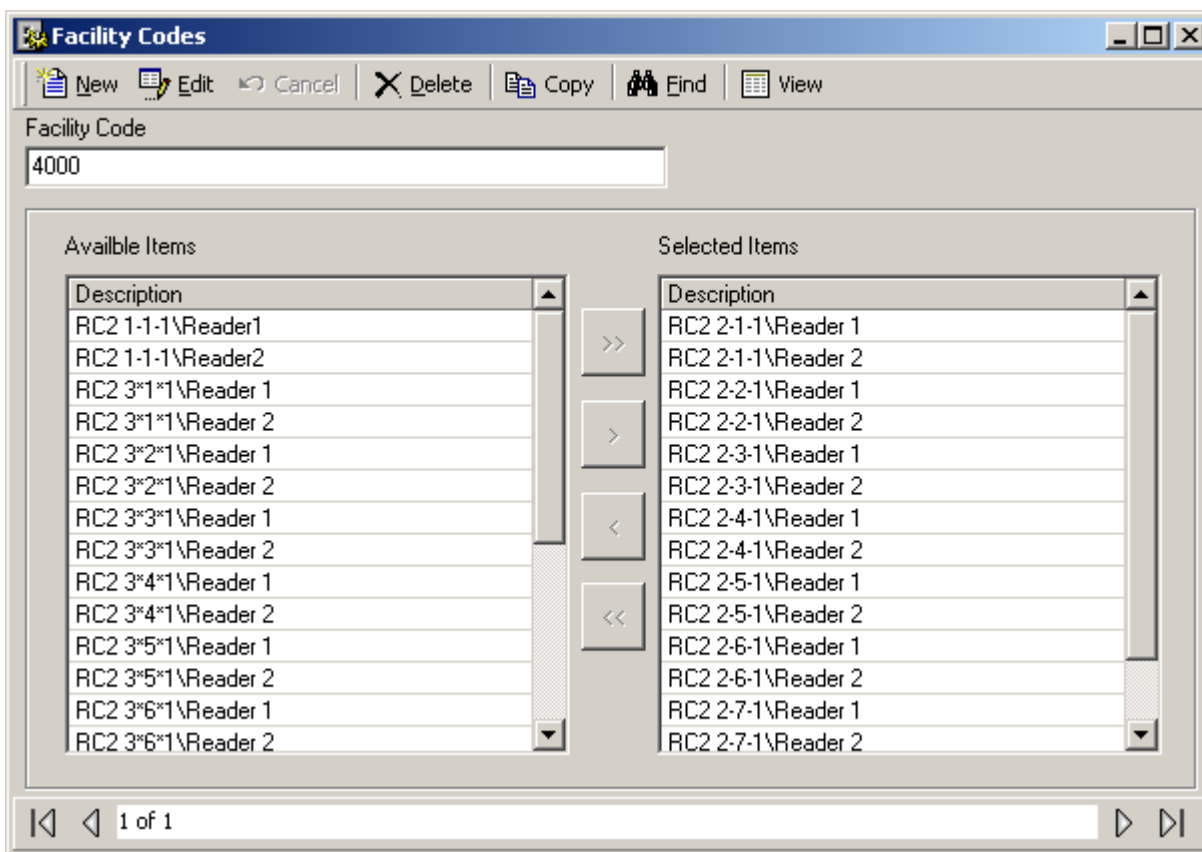 Facility Codes
New Edit Cancel Delete Copy Find View
Facility Code
4000
Availble Items
Description
RC2 1-1-1\Reader1
RC2 1-1-1\Reader2
RC2 3*1*1\Reader 1
RC2 3*1*1\Reader 2
RC2 3*2*1\Reader 1
RC2 3*2*1\Reader 2
RC2 3*3*1\Reader 1
RC2 3*3*1\Reader 2
RC2 3*4*1\Reader 1
RC2 3*4*1\Reader 2
RC2 3*5*1\Reader 1
RC2 3*5*1\Reader 2
RC2 3*6*1\Reader 1
RC2 3*6*1\Reader 2
>>
>
<
<<
Selected Items
Description
RC2 2-1-1\Reader 1
RC2 2-1-1\Reader 2
RC2 2-2-1\Reader 1
RC2 2-2-1\Reader 2
RC2 2-3-1\Reader 1
RC2 2-3-1\Reader 2
RC2 2-4-1\Reader 1
RC2 2-4-1\Reader 2
RC2 2-5-1\Reader 1
RC2 2-5-1\Reader 2
RC2 2-6-1\Reader 1
RC2 2-6-1\Reader 2
RC2 2-7-1\Reader 1
RC2 2-7-1\Reader 2
1 of 1